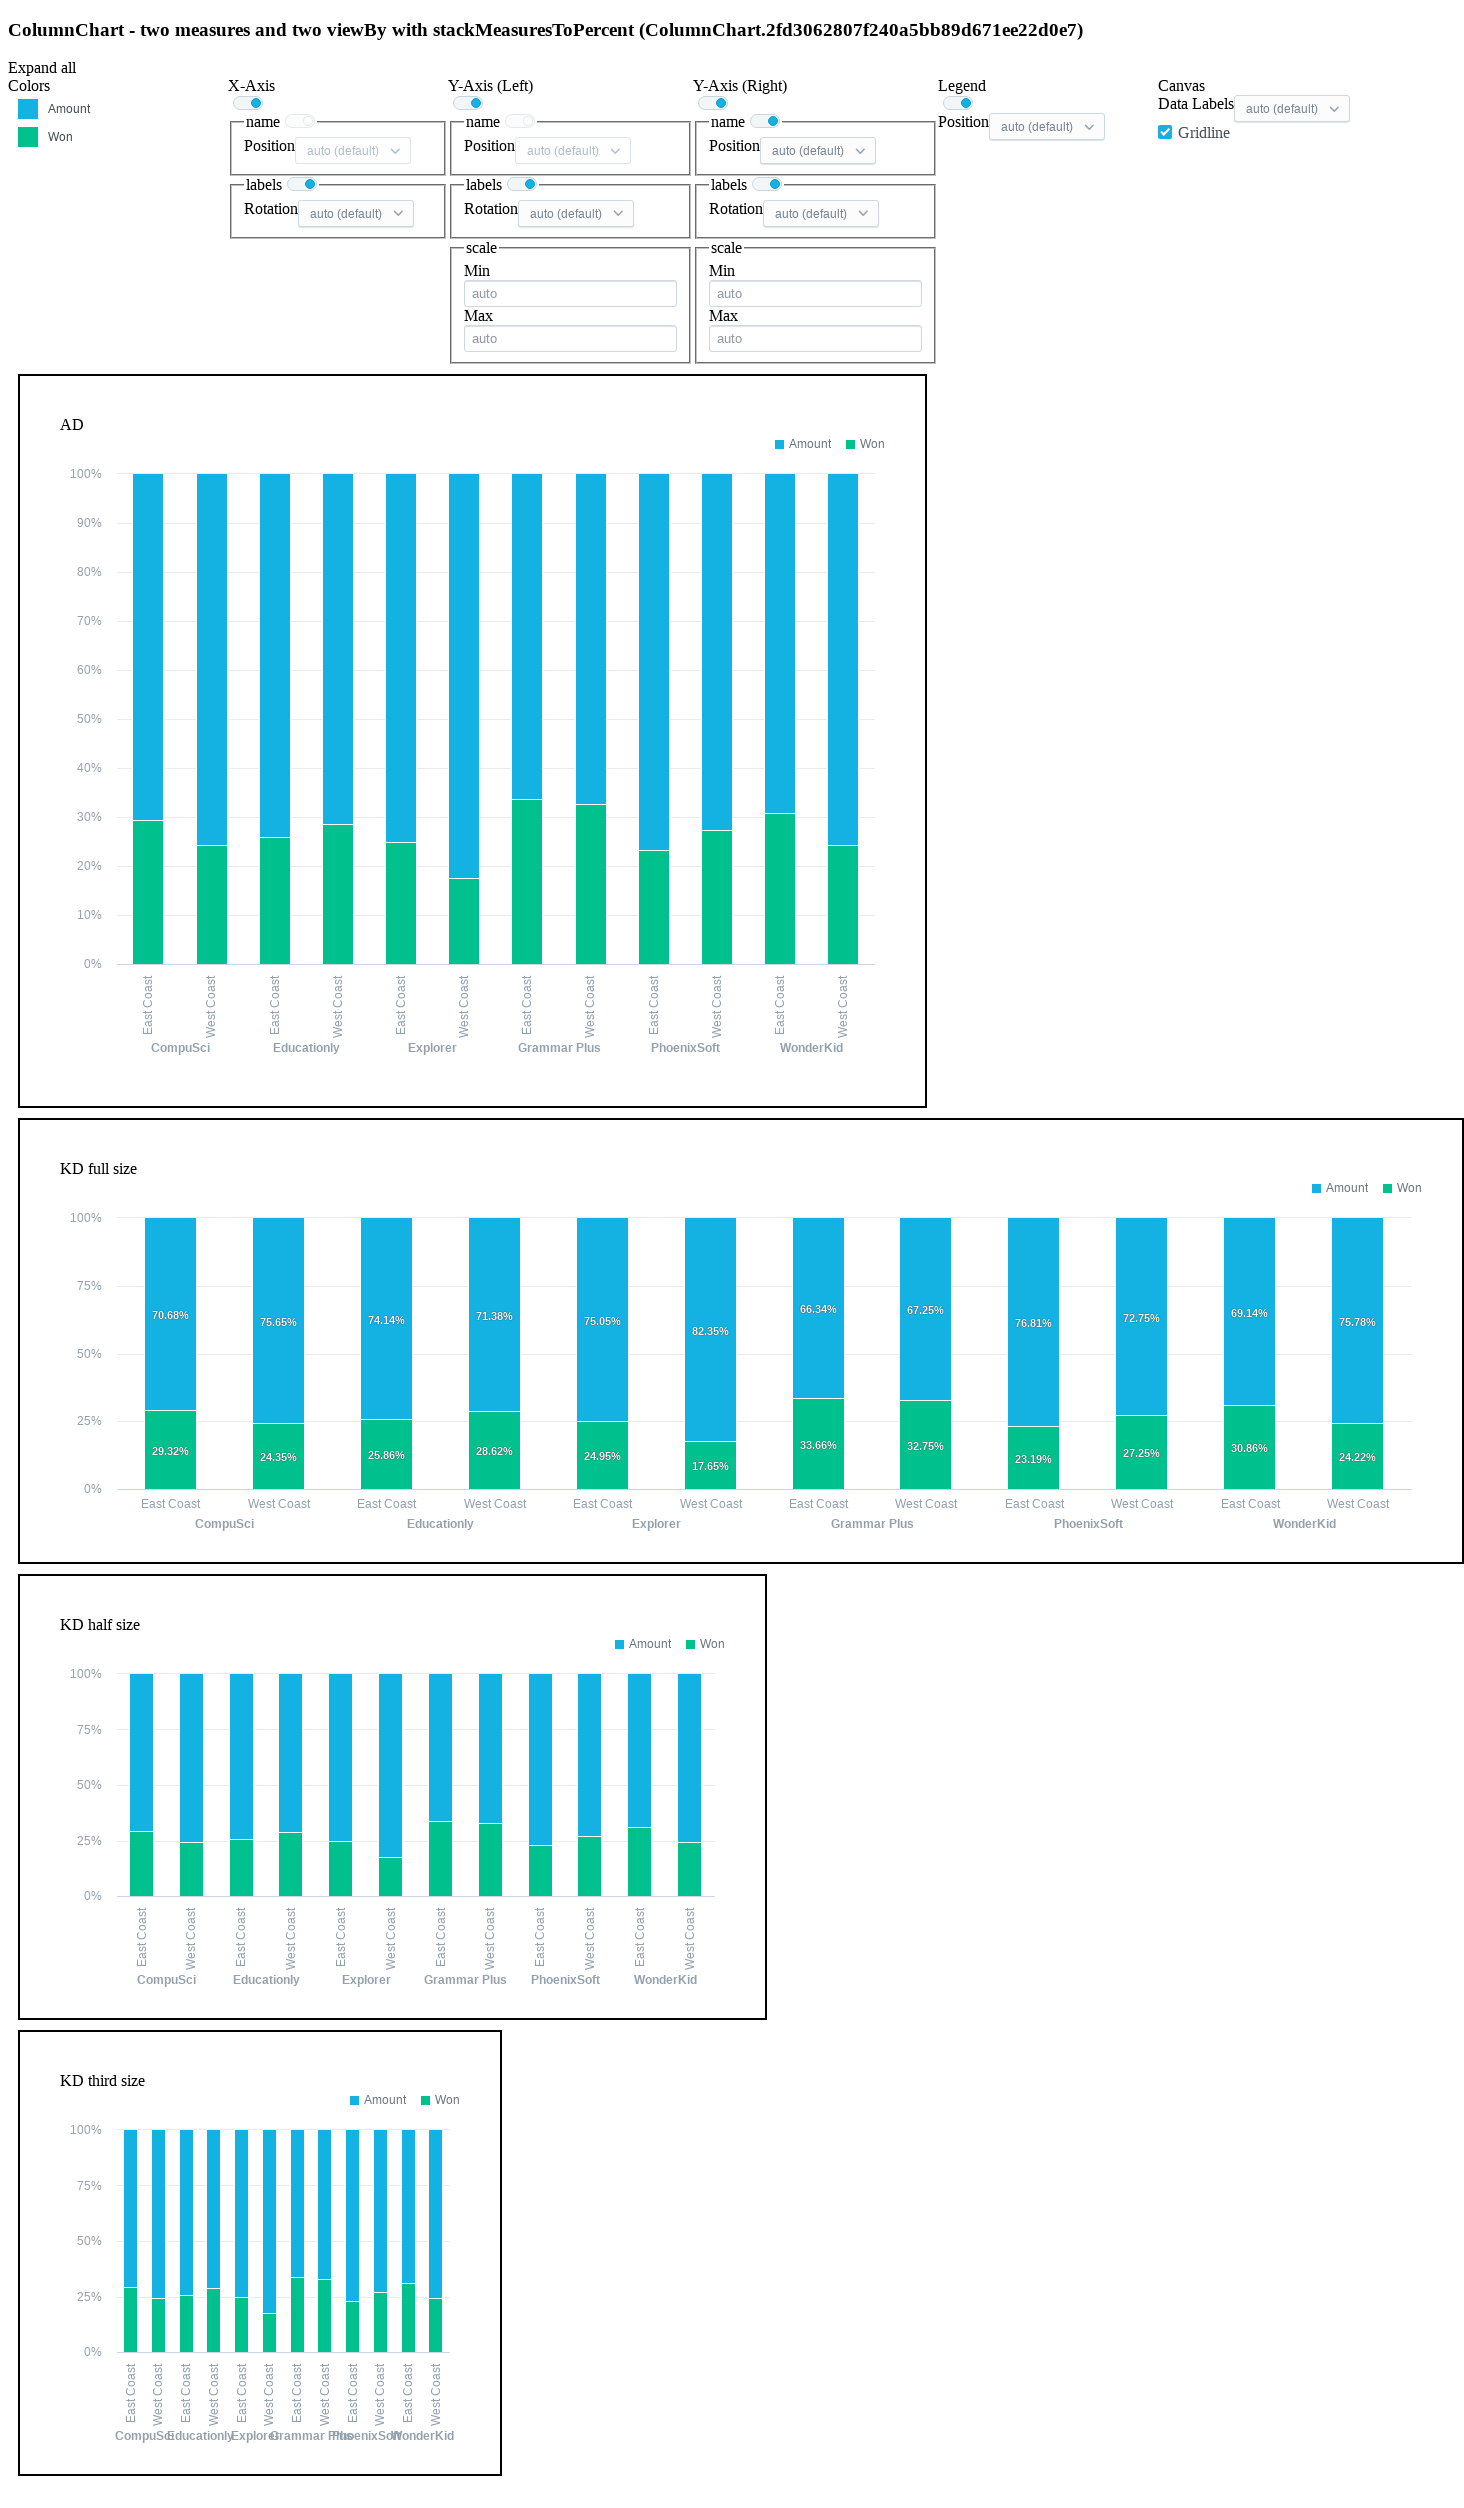 ColumnChart - two measures and two viewBy with stackMeasuresToPercent (ColumnChart.2fd3062807f240a5bb89d671ee22d0e7)
Expand all
Colors
Amount
Won
X-Axis
name
Position auto (default)
labels
Rotation auto (default)
Y-Axis (Left)
name
Position auto (default)
labels
Rotation auto (default)
scale
Min
auto
Max
auto
Y-Axis (Right)
name
Position auto (default)
labels
Rotation auto (default)
scale
Min
auto
Max
auto
Legend
Position auto (default)
Canvas
Data Labels auto (default)
Gridline
AD
Amount Won
100%
90%
80%
70%
60%
50%
40%
30%
20%
10%
0%
East Coast West Coast East Coast West Coast East Coast West Coast East Coast West Coast East Coast West Coast East Coast West Coast
CompuSci Educationly Explorer Grammar Plus PhoenixSoft WonderKid
KD full size
Amount Won
100%
75%
50%
25%
0%
70.68% 75.65% 74.14% 71.38% 75.05% 82.35% 66.34% 67.25% 76.81% 72.75% 69.14% 75.78%
29.32% 24.35% 25.86% 28.62% 24.95% 17.65% 33.66% 32.75% 23.19% 27.25% 30.86% 24.22%
East Coast West Coast East Coast West Coast East Coast West Coast East Coast West Coast East Coast West Coast East Coast West Coast
CompuSci Educationly Explorer Grammar Plus PhoenixSoft WonderKid
KD half size
Amount Won
100%
75%
50%
25%
0%
East Coast West Coast East Coast West Coast East Coast West Coast East Coast West Coast East Coast West Coast East Coast West Coast
CompuSci Educationly Explorer Grammar Plus PhoenixSoft WonderKid
KD third size
Amount Won
100%
75%
50%
25%
0%
East Coast West Coast East Coast West Coast East Coast West Coast East Coast West Coast East Coast West Coast East Coast West Coast
CompuSci Educationly Explorer Grammar Plus PhoenixSoft WonderKid